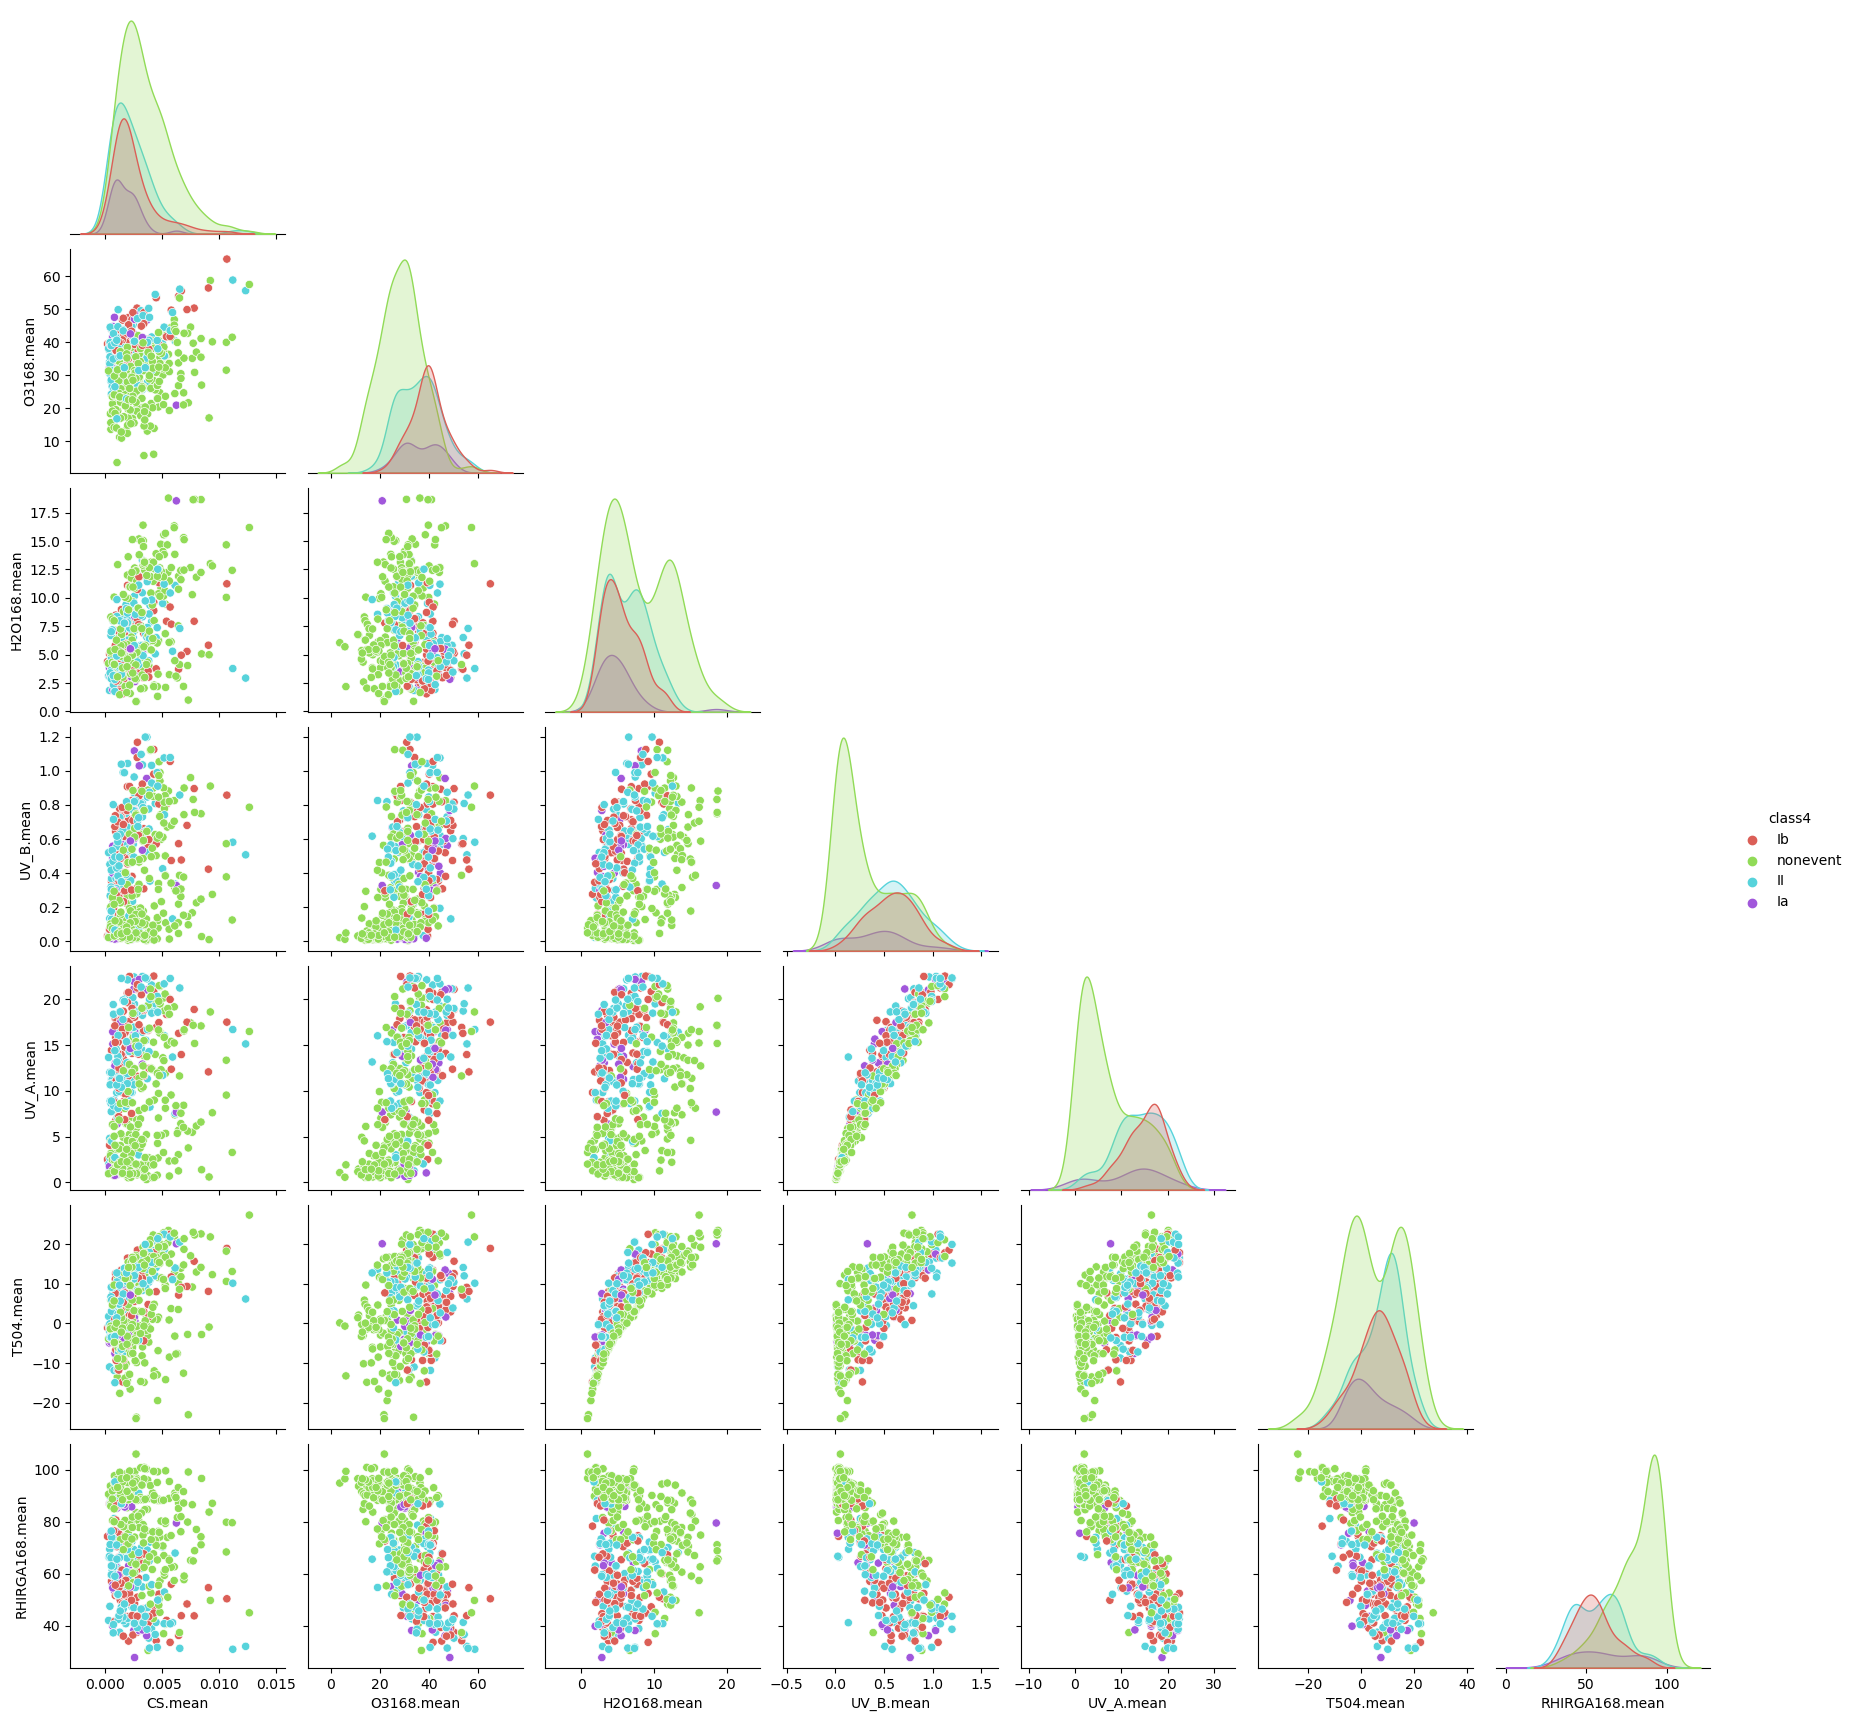 O3168.mean
60
50
40
30
20
10
H2O168.mean
17.5
15.0
12.5
10.0
7.5
5.0
2.5
0.0
UV_B.mean
1.2
1.0
0.8
0.6
0.4
0.2
0.0
class4
Ib
nonevent
II
Ia
UV_A.mean
20
15
10
5
0
T504.mean
20
10
0
−10
−20
RHIRGA168.mean
100
80
60
40
0.000 0.005 0.010 0.015
CS.mean
0 20 40 60
O3168.mean
0 10 20
H2O168.mean
−0.5 0.0 0.5 1.0 1.5
UV_B.mean
−10 0 10 20 30
UV_A.mean
−20 0 20 40
T504.mean
0 50 100
RHIRGA168.mean